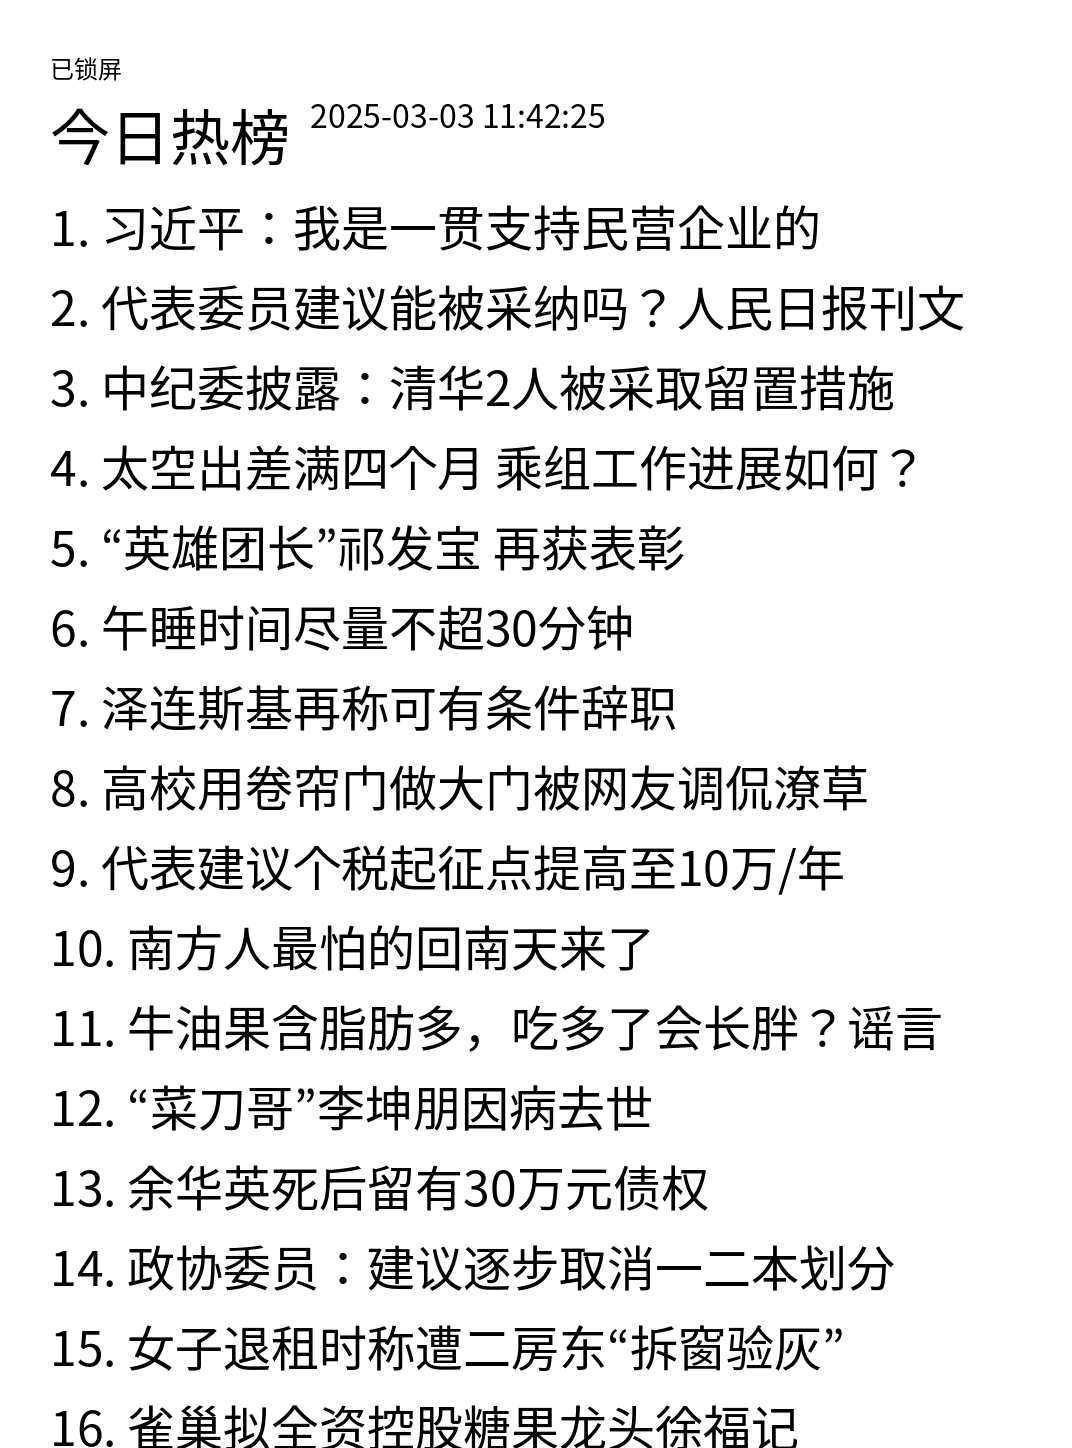 已锁屏
今日热榜 2025-03-03 11:42:25
1. 习近平：我是一贯支持民营企业的
2. 代表委员建议能被采纳吗？人民日报刊文
3. 中纪委披露：清华2人被采取留置措施
4. 太空出差满四个月 乘组工作进展如何？
5. “英雄团长”祁发宝 再获表彰
6. 午睡时间尽量不超30分钟
7. 泽连斯基再称可有条件辞职
8. 高校用卷帘门做大门被网友调侃潦草
9. 代表建议个税起征点提高至10万/年
10. 南方人最怕的回南天来了
11. 牛油果含脂肪多，吃多了会长胖？谣言
12. “菜刀哥”李坤朋因病去世
13. 余华英死后留有30万元债权
14. 政协委员：建议逐步取消一二本划分
15. 女子退租时称遭二房东“拆窗验灰”
16. 雀巢拟全资控股糖果龙头徐福记